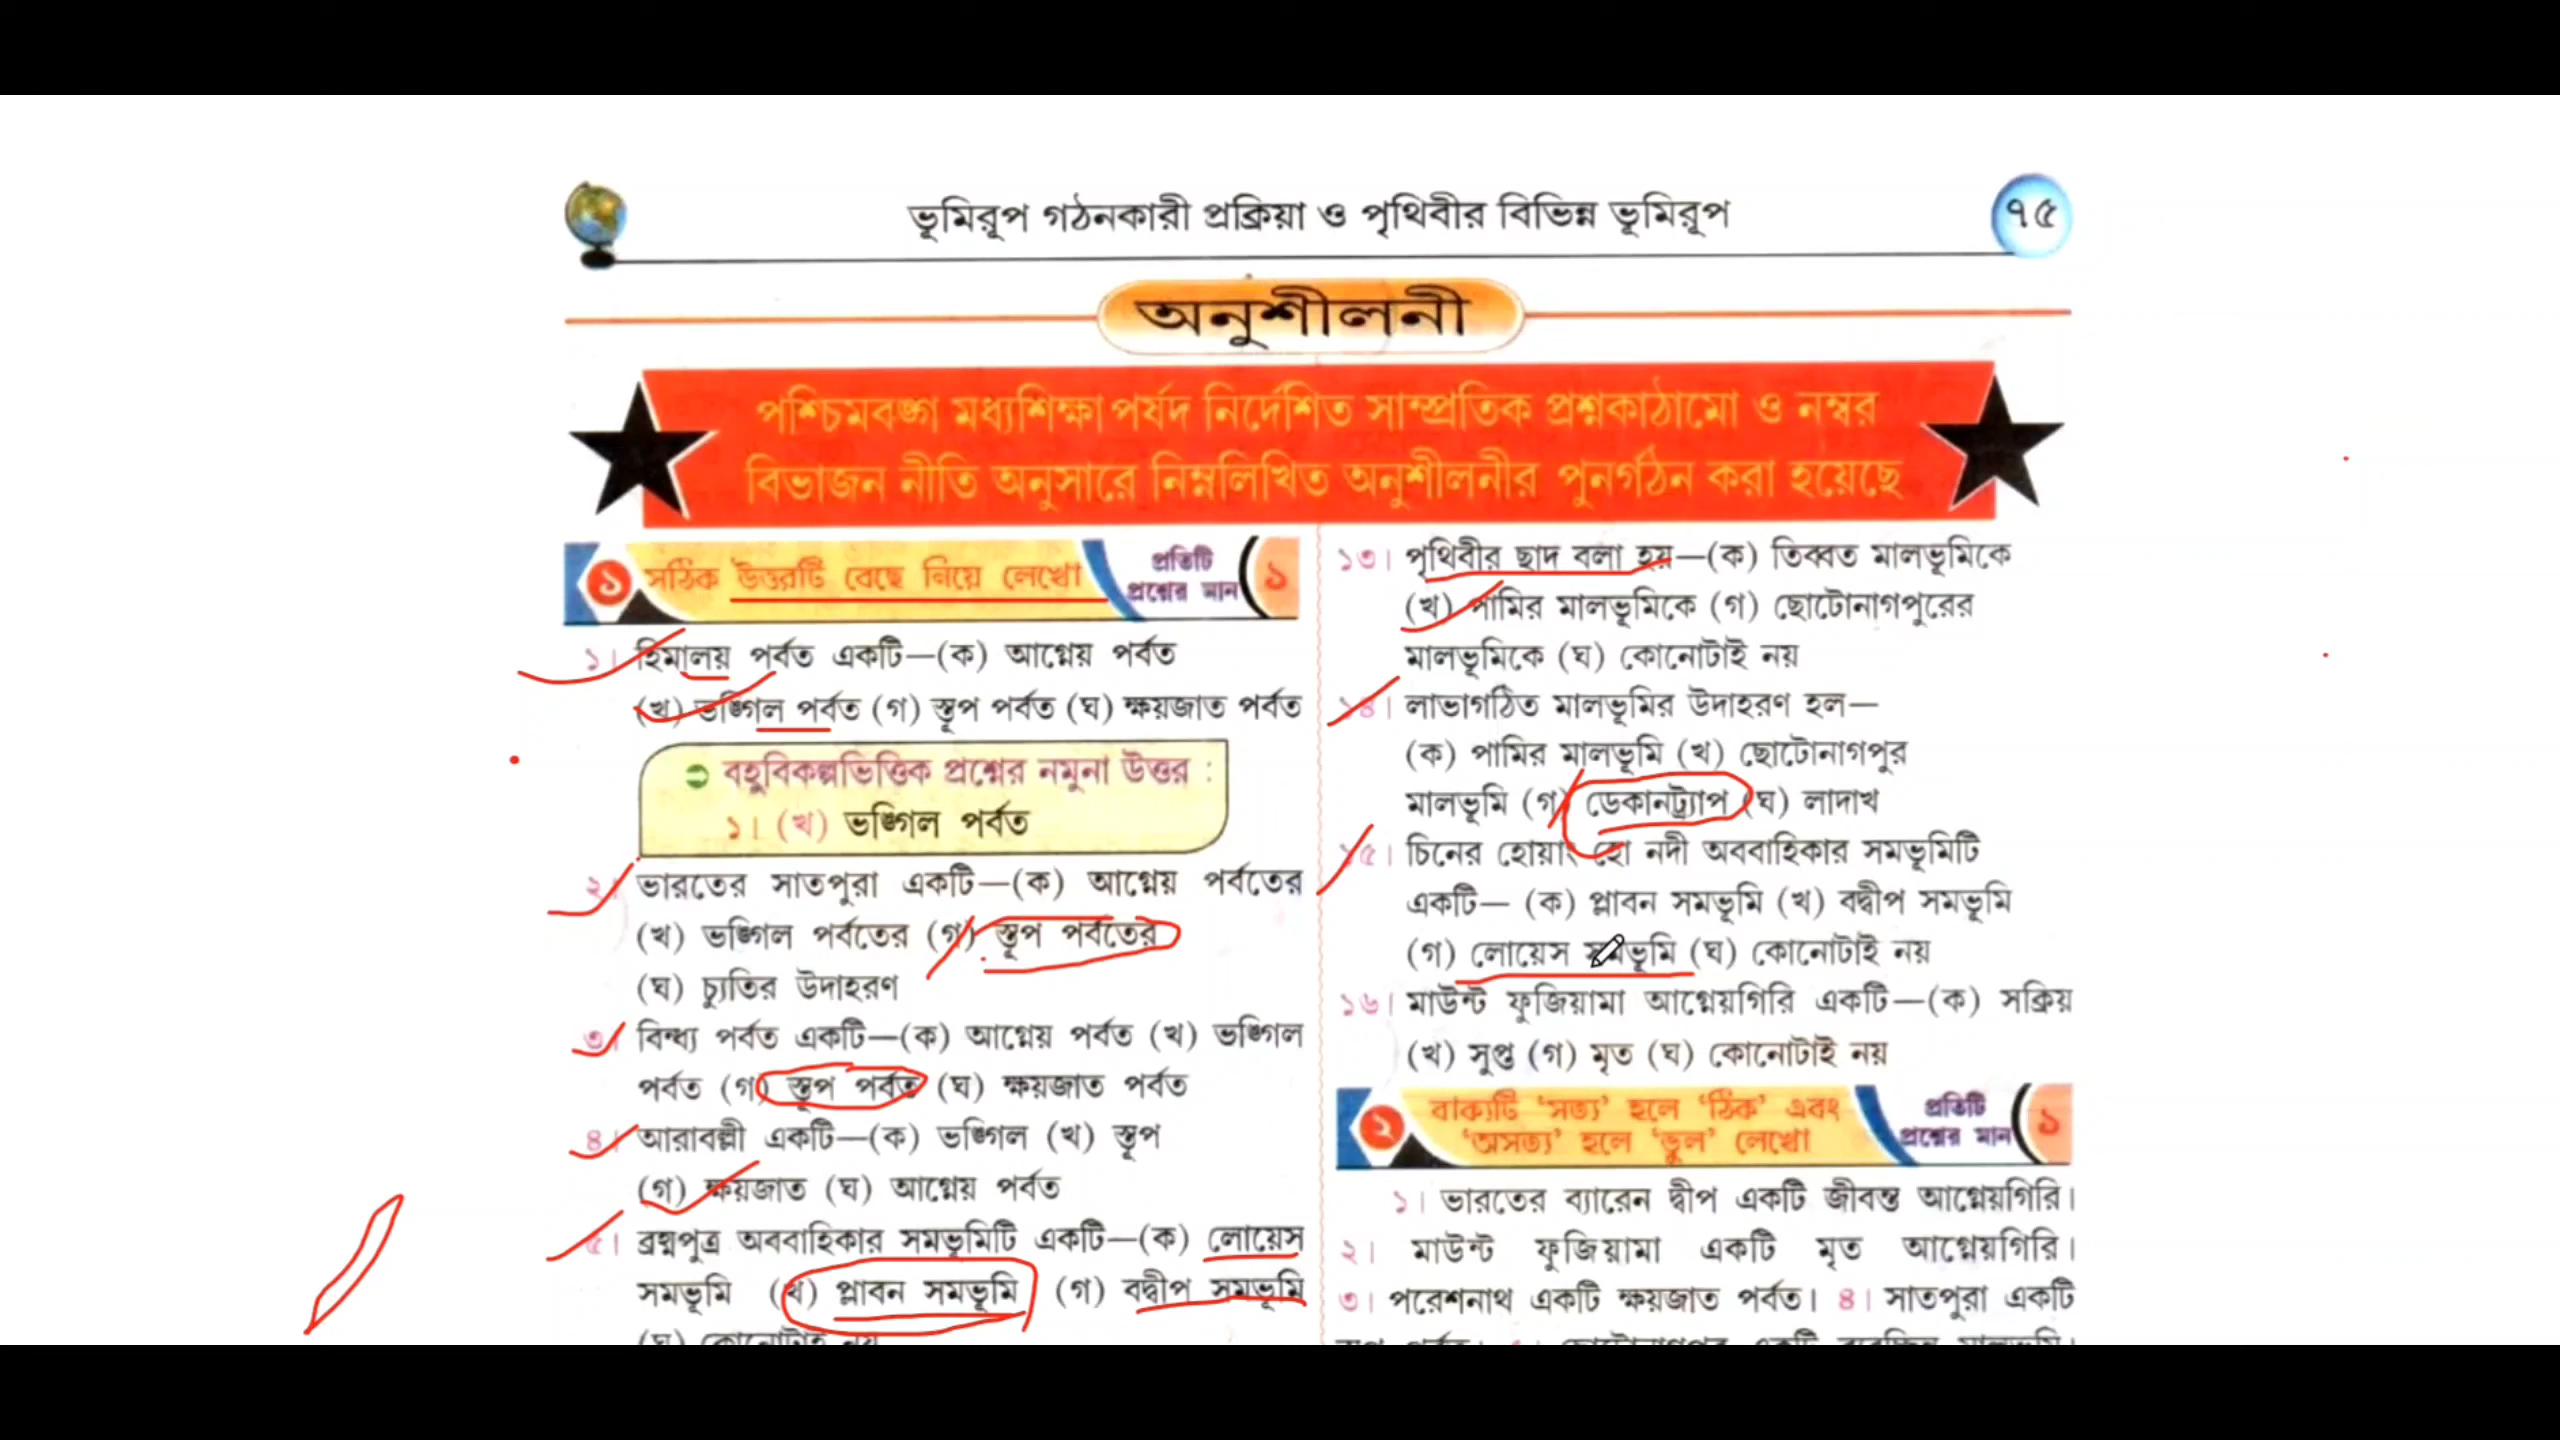 ভূমিরূপ গঠনকারী প্রক্রিয়া ও পৃথিবীর বিভিন্ন ভূমিরূপ
৭৫
অনুশীলনী
পশ্চিমবঙ্গ মধ্যশিক্ষা পর্ষদ নির্দেশিত সাম্প্রতিক প্রশ্নকাঠামো ও নম্বর
বিভাজন নীতি অনুসারে নিম্নলিখিত অনুশীলনীর পুনর্গঠন করা হয়েছে
১ সঠিক উত্তরটি বেছে নিয়ে লেখো
প্রতিটি
প্রশ্নের মান ১
১। হিমালয় পর্বত একটি—(ক) আগ্নেয় পর্বত
(খ) ভঙ্গিল পর্বত (গ) স্তূপ পর্বত (ঘ) ক্ষয়জাত পর্বত
বহুবিকল্পভিত্তিক প্রশ্নের নমুনা উত্তর :
১। (খ) ভঙ্গিল পর্বত
২। ভারতের সাতপুরা একটি—(ক) আগ্নেয় পর্বতের
(খ) ভঙ্গিল পর্বতের (গ) স্তূপ পর্বতের
(ঘ) চ্যুতির উদাহরণ
৩। বিন্ধ্য পর্বত একটি—(ক) আগ্নেয় পর্বত (খ) ভঙ্গিল
পর্বত (গ) স্তূপ পর্বত (ঘ) ক্ষয়জাত পর্বত
৪। আরাবল্লী একটি—(ক) ভঙ্গিল (খ) স্তূপ
(গ) ক্ষয়জাত (ঘ) আগ্নেয় পর্বত
৫। ব্রহ্মপুত্র অববাহিকার সমভূমিটি একটি—(ক) লোয়েস
সমভূমি (খ) প্লাবন সমভূমি (গ) বদ্বীপ সমভূমি
(ঘ) কোনোটাই নয়
১৩। পৃথিবীর ছাদ বলা হয়—(ক) তিব্বত মালভূমিকে
(খ) পামির মালভূমিকে (গ) ছোটোনাগপুরের
মালভূমিকে (ঘ) কোনোটাই নয়
১৪। লাভাগঠিত মালভূমির উদাহরণ হল—
(ক) পামির মালভূমি (খ) ছোটোনাগপুর
মালভূমি (গ) ডেকানট্র্যাপ (ঘ) লাদাখ
১৫। চিনের হোয়াং হো নদী অববাহিকার সমভূমিটি
একটি— (ক) প্লাবন সমভূমি (খ) বদ্বীপ সমভূমি
(গ) লোয়েস সমভূমি (ঘ) কোনোটাই নয়
১৬। মাউন্ট ফুজিয়ামা আগ্নেয়গিরি একটি—(ক) সক্রিয়
(খ) সুপ্ত (গ) মৃত (ঘ) কোনোটাই নয়
২ বাক্যটি ‘সত্য’ হলে ‘ঠিক’ এবং
‘অসত্য’ হলে ‘ভুল’ লেখো
প্রতিটি
প্রশ্নের মান ১
১। ভারতের ব্যারেন দ্বীপ একটি জীবন্ত আগ্নেয়গিরি।
২। মাউন্ট ফুজিয়ামা একটি মৃত আগ্নেয়গিরি।
৩। পরেশনাথ একটি ক্ষয়জাত পর্বত। ৪। সাতপুরা একটি